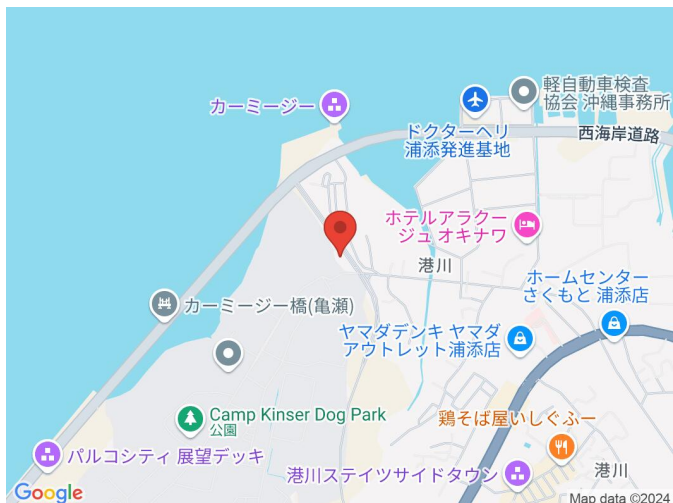 カーミージー
軽自動車検査
協会 沖縄事務所
ドクターヘリ
浦添発進基地
西海岸道路
ホテルアラクー
ジュ オキナワ
港川
ホームセンター
さくもと 浦添店
カーミージー橋(亀瀬)
ヤマダデンキ ヤマダ
アウトレット浦添店
Camp Kinser Dog Park
公園
鶏そば屋いしぐふー
パルコシティ 展望デッキ
港川ステイツサイドタウン
港川
Google
Map data ©2024